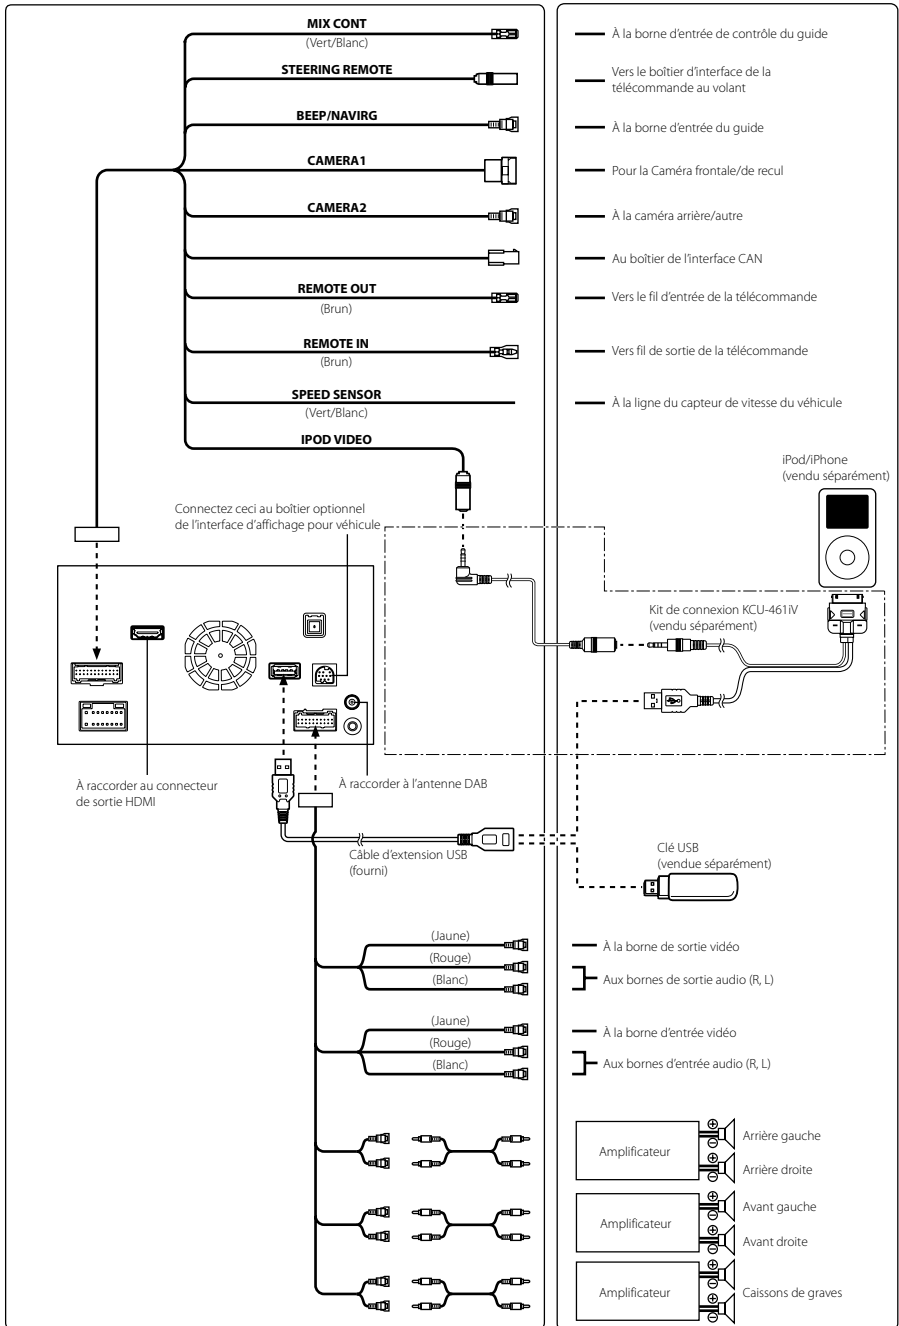 MIX CONT
(Vert/Blanc)
À la borne d'entrée de contrôle du guide
STEERING REMOTE
Vers le boîtier d'interface de la
télécommande au volant
BEEP/NAVIRG
À la borne d'entrée du guide
CAMERA1
Pour la Caméra frontale/de recul
CAMERA2
À la caméra arrière/autre
Au boîtier de l'interface CAN
REMOTE OUT
(Brun)
Vers le fil d'entrée de la télécommande
REMOTE IN
(Brun)
Vers fil de sortie de la télécommande
SPEED SENSOR
(Vert/Blanc)
À la ligne du capteur de vitesse du véhicule
IPOD VIDEO
iPod/iPhone
(vendu séparément)
Connectez ceci au boîtier optionnel
de l'interface d'affichage pour véhicule
Kit de connexion KCU-461iV
(vendu séparément)
À raccorder au connecteur
de sortie HDMI
À raccorder à l'antenne DAB
Câble d'extension USB
(fourni)
Clé USB
(vendue séparément)
(Jaune)
À la borne de sortie vidéo
(Rouge)
(Blanc)
Aux bornes de sortie audio (R, L)
(Jaune)
À la borne d'entrée vidéo
(Rouge)
(Blanc)
Aux bornes d'entrée audio (R, L)
Amplificateur
Arrière gauche
Arrière droite
Amplificateur
Avant gauche
Avant droite
Amplificateur
Caissons de graves